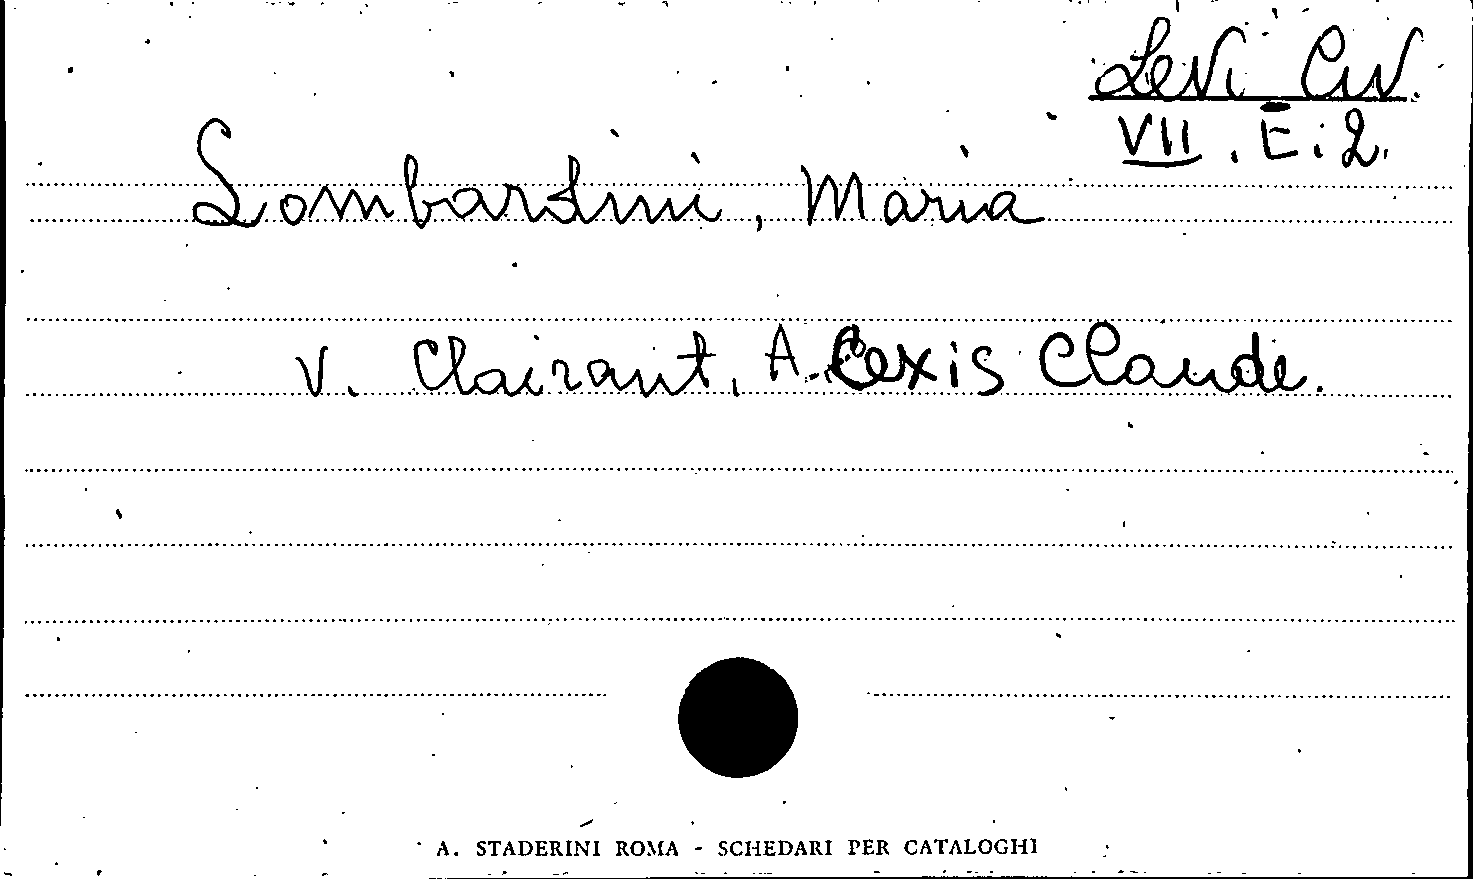 Levi Civ.
VII. E. 2.
Lombardini, Maria
V. Clairaut, Alexis Claude.
A. STADERINI ROMA - SCHEDARI PER CATALOGHI